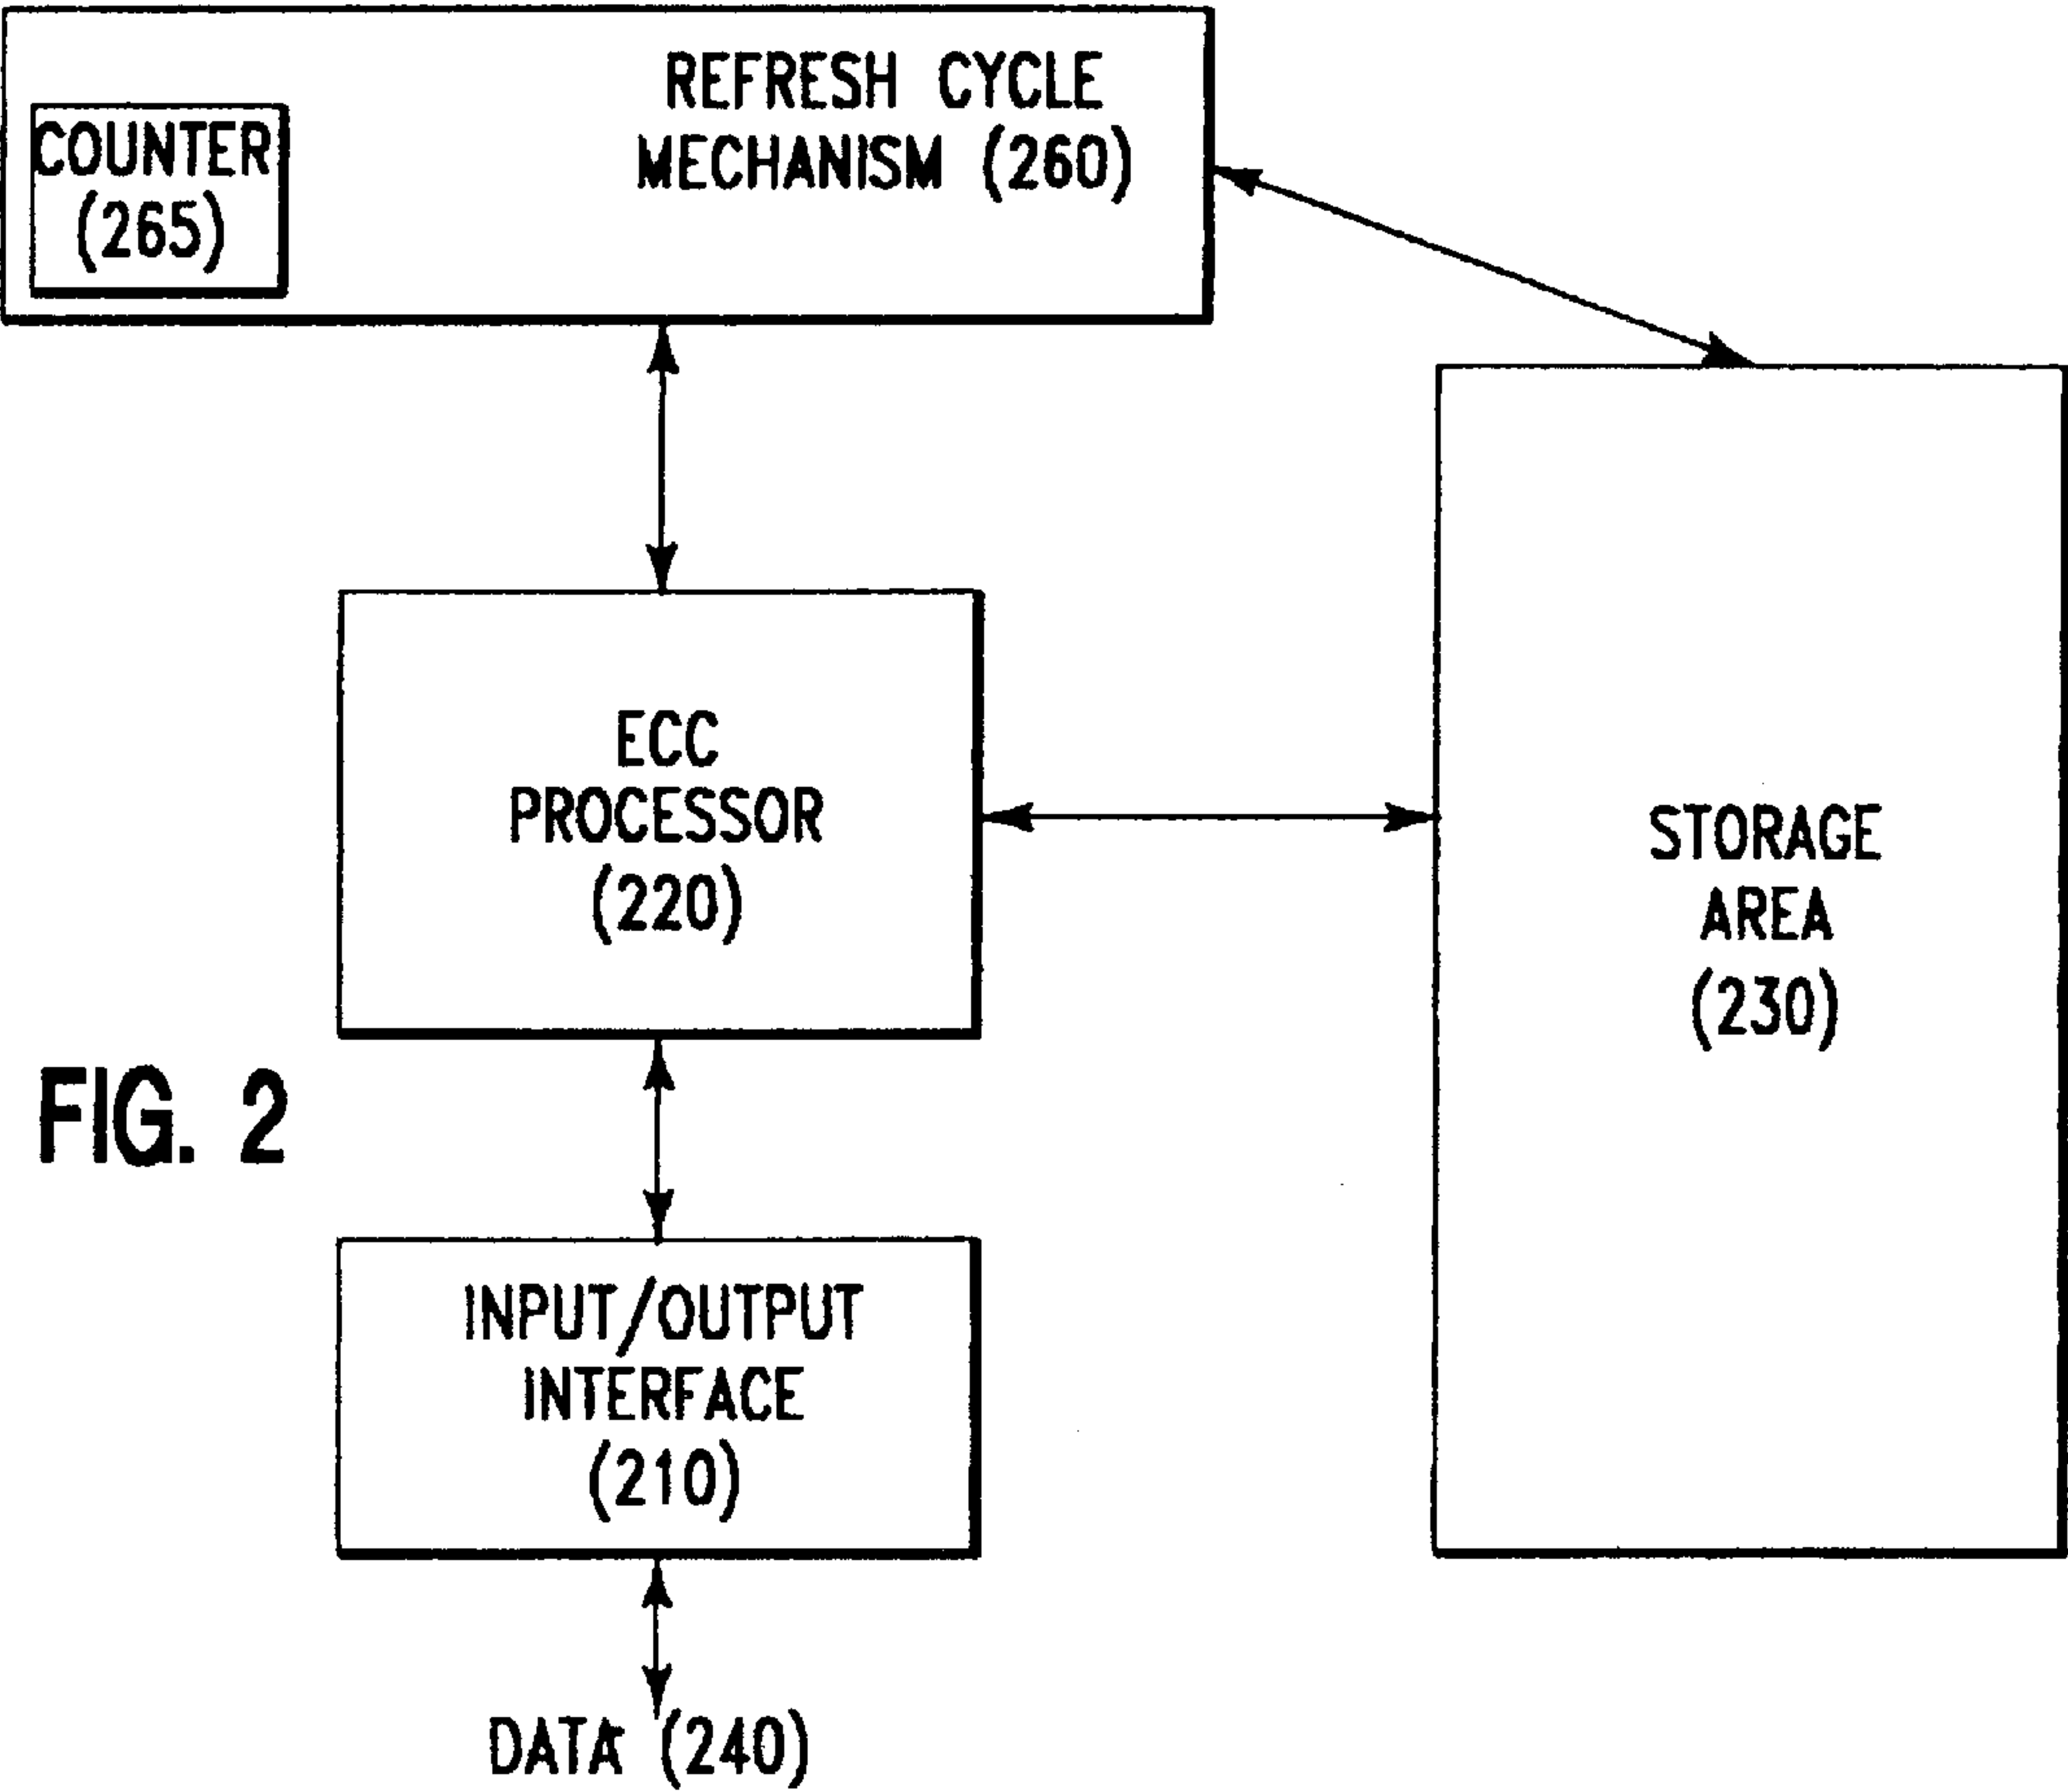 REFRESH CYCLE
MECHANISM (260)
COUNTER
(265)
ECC
PROCESSOR
(220)
STORAGE
AREA
(230)
FIG. 2
INPUT/OUTPUT
INTERFACE
(210)
DATA (240)